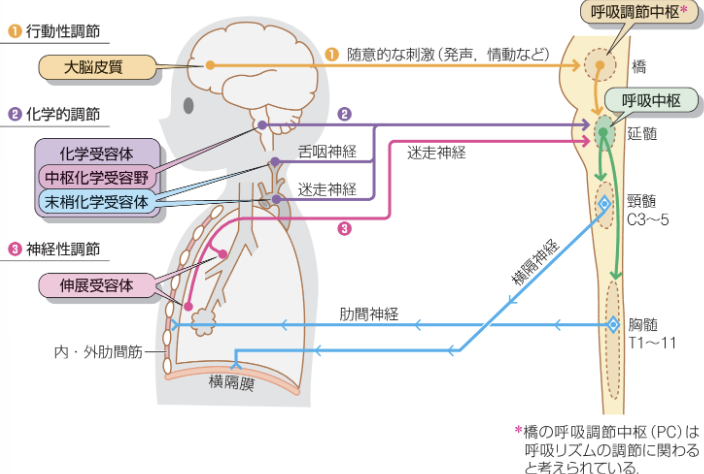 ❶ 行動性調節
大脳皮質
❷ 化学的調節
化学受容体
中枢化学受容野
末梢化学受容体
❸ 神経性調節
伸展受容体
内・外肋間筋
横隔膜
❶ 随意的な刺激(発声,情動など)
❷
舌咽神経
迷走神経
迷走神経
❸
肋間神経
横隔神経
呼吸調節中枢*
橋
呼吸中枢
延髄
頸髄
C3〜5
胸髄
T1〜11
*橋の呼吸調節中枢(PC)は
呼吸リズムの調節に関わる
と考えられている.